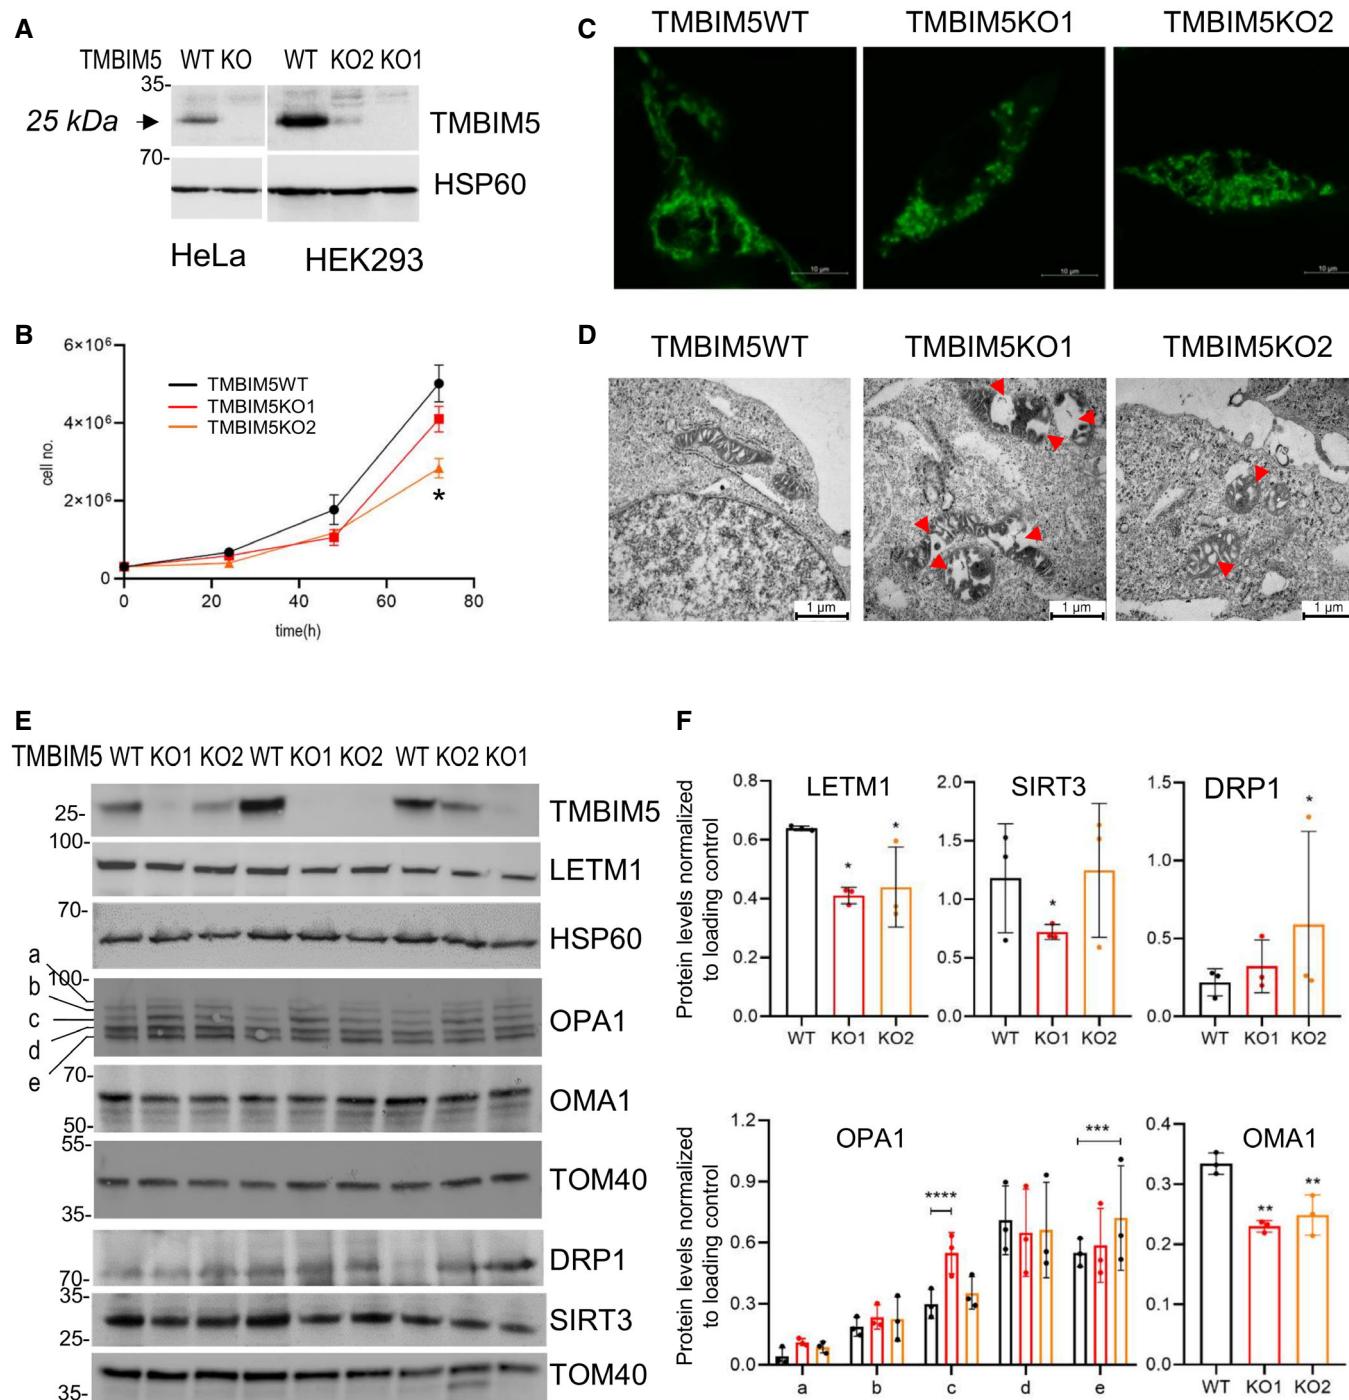 A
TMBIM5 WT KO WT KO2 KO1
35-
25 kDa
TMBIM5
70-
HSP60
HeLa HEK293
B
6×10⁶
4×10⁶
2×10⁶
0
cell no.
TMBIM5WT
TMBIM5KO1
TMBIM5KO2
*
0 20 40 60 80
time(h)
C
TMBIM5WT TMBIM5KO1 TMBIM5KO2
10 µm 10 µm 10 µm
D
TMBIM5WT TMBIM5KO1 TMBIM5KO2
1 µm 1 µm 1 µm
E
TMBIM5 WT KO1 KO2 WT KO1 KO2 WT KO2 KO1
25- TMBIM5
100-
LETM1
70-
HSP60
a
b
c
d
e
100-
OPA1
70-
OMA1
50-
55-
TOM40
35-
DRP1
70-
35-
SIRT3
25-
TOM40
35-
F
Protein levels normalized
to loading control
LETM1
0.8
0.6
0.4
0.2
0.0
* *
WT KO1 KO2
SIRT3
2.0
1.5
1.0
0.5
0.0
*
WT KO1 KO2
DRP1
1.5
1.0
0.5
0.0
*
WT KO1 KO2
Protein levels normalized
to loading control
OPA1
1.2
0.9
0.6
0.3
0.0
**** ***
a b c d e
OMA1
0.4
0.3
0.2
0.1
0.0
** **
WT KO1 KO2